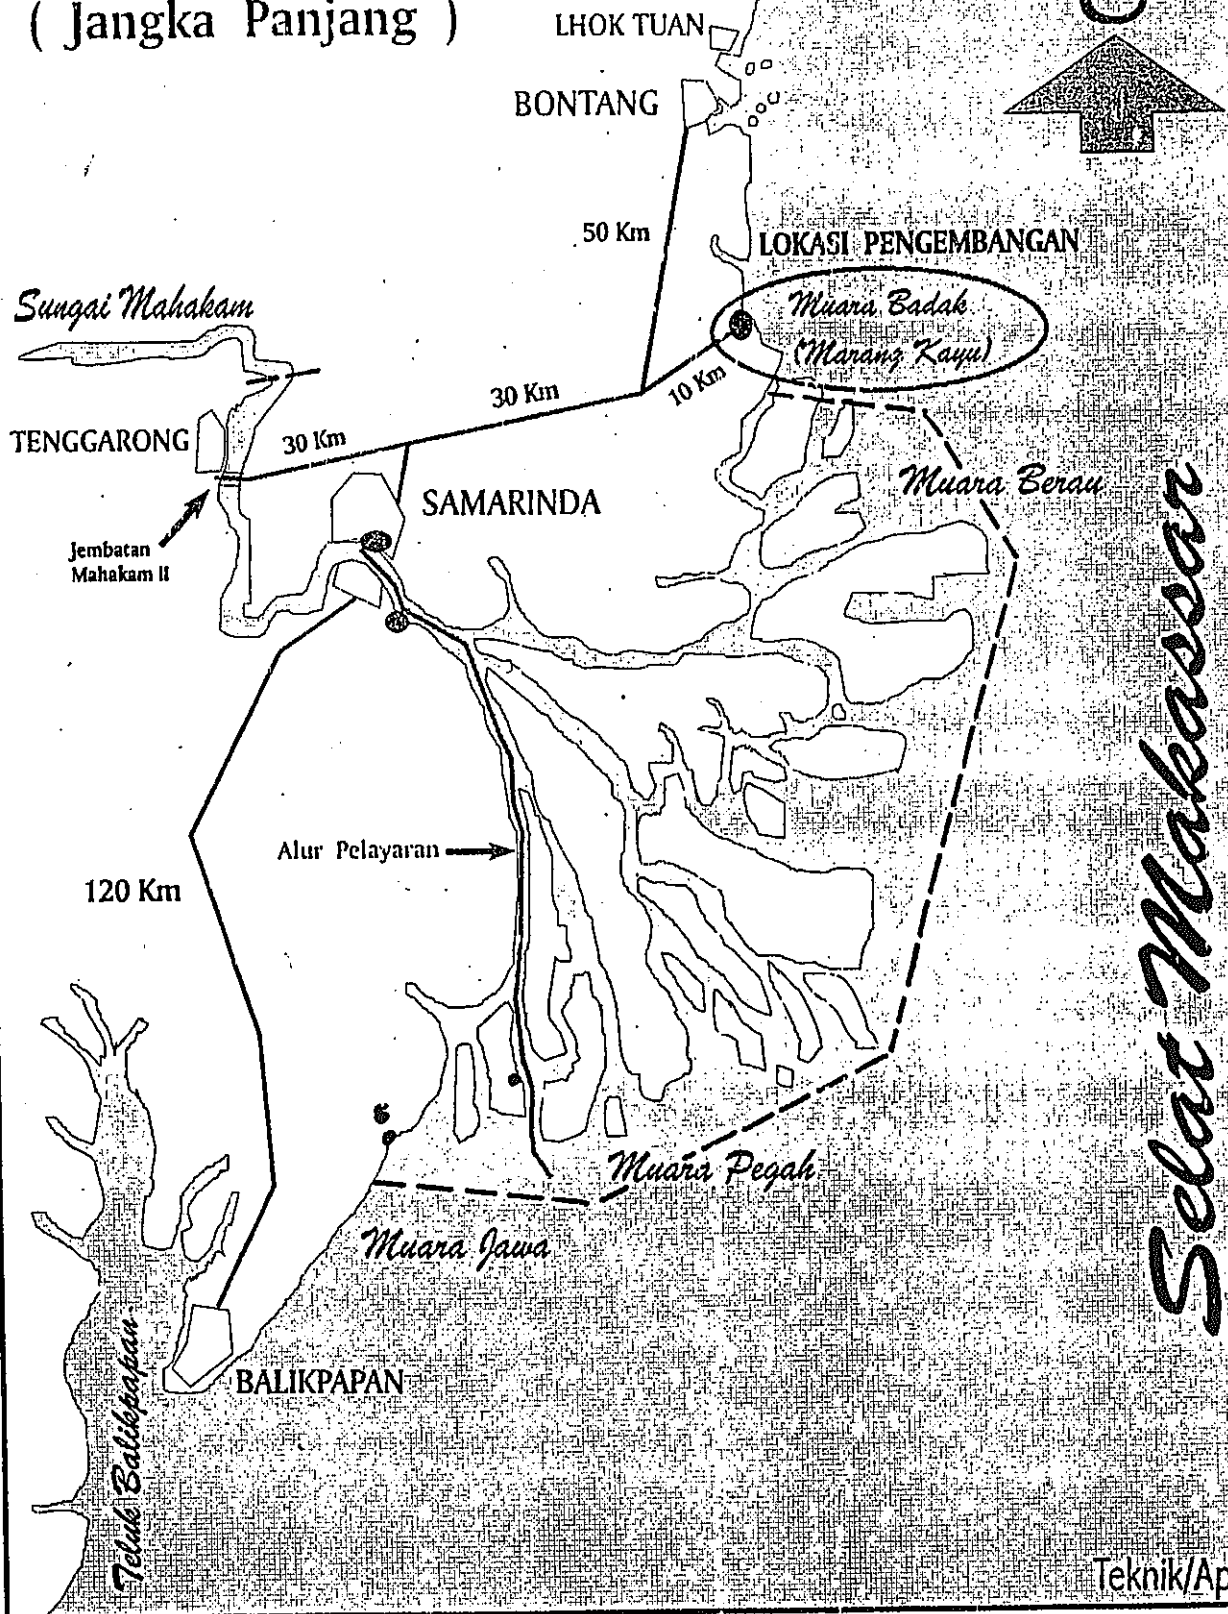 ( Jangka Panjang )
LHOK TUAN
BONTANG
50 Km
LOKASI PENGEMBANGAN
Sungai Mahakam
Muara Badak
(Marang Kayu)
30 Km
10 Km
TENGGARONG
30 Km
Muara Berau
SAMARINDA
Jembatan
Mahakam II
Selat Makassar
Alur Pelayaran
120 Km
Muara Pegah
Muara Jawa
BALIKPAPAN
Teluk Balikpapan